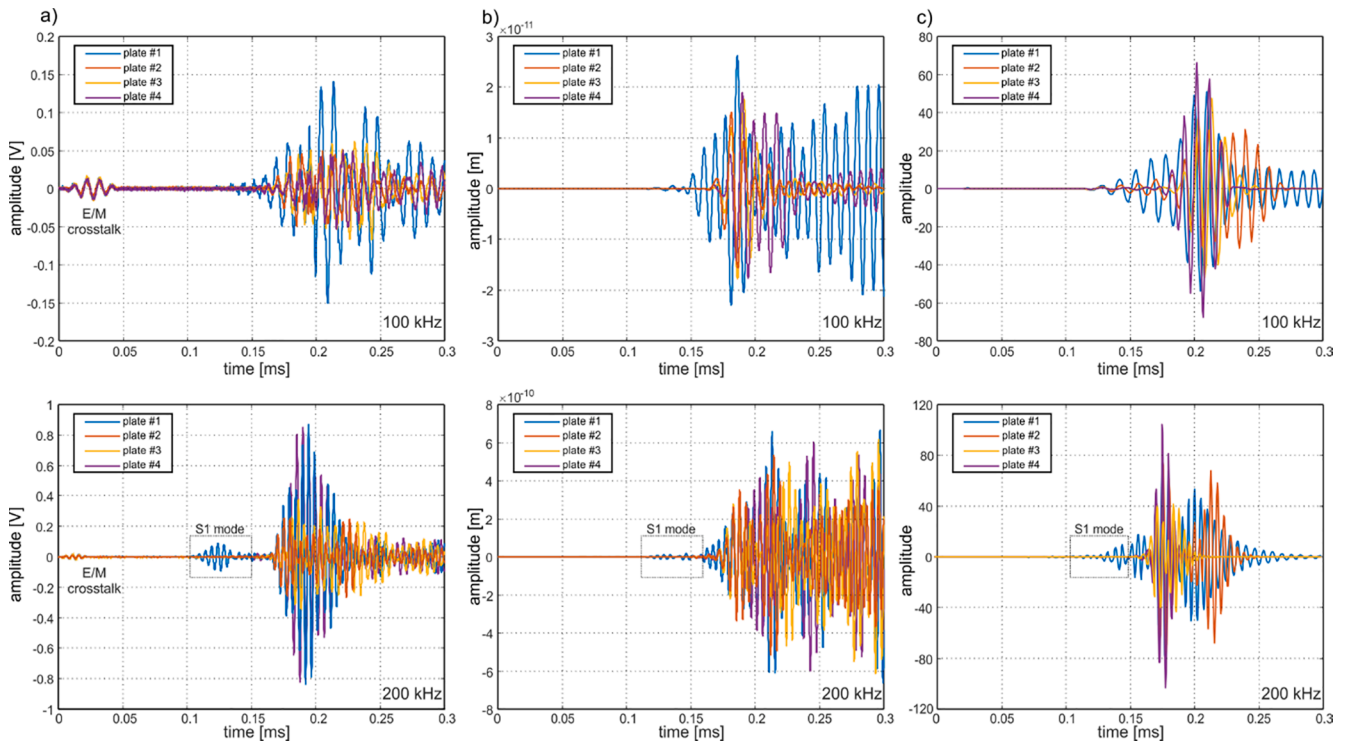 a)
0.2
0.15
0.1
0.05
0
-0.05
-0.1
-0.15
-0.2
amplitude [V]
plate #1
plate #2
plate #3
plate #4
E/M
crosstalk
100 kHz
0 0.05 0.1 0.15 0.2 0.25 0.3
time [ms]
b)
×10⁻¹¹
3
2
1
0
-1
-2
-3
amplitude [m]
plate #1
plate #2
plate #3
plate #4
100 kHz
0 0.05 0.1 0.15 0.2 0.25 0.3
time [ms]
c)
80
60
40
20
0
-20
-40
-60
-80
amplitude
plate #1
plate #2
plate #3
plate #4
100 kHz
0 0.05 0.1 0.15 0.2 0.25 0.3
time [ms]
1
0.8
0.6
0.4
0.2
0
-0.2
-0.4
-0.6
-0.8
-1
amplitude [V]
plate #1
plate #2
plate #3
plate #4
S1 mode
E/M
crosstalk
200 kHz
0 0.05 0.1 0.15 0.2 0.25 0.3
time [ms]
×10⁻¹⁰
8
6
4
2
0
-2
-4
-6
-8
amplitude [m]
plate #1
plate #2
plate #3
plate #4
S1 mode
200 kHz
0 0.05 0.1 0.15 0.2 0.25 0.3
time [ms]
120
80
40
0
-40
-80
-120
amplitude
plate #1
plate #2
plate #3
plate #4
S1 mode
200 kHz
0 0.05 0.1 0.15 0.2 0.25 0.3
time [ms]